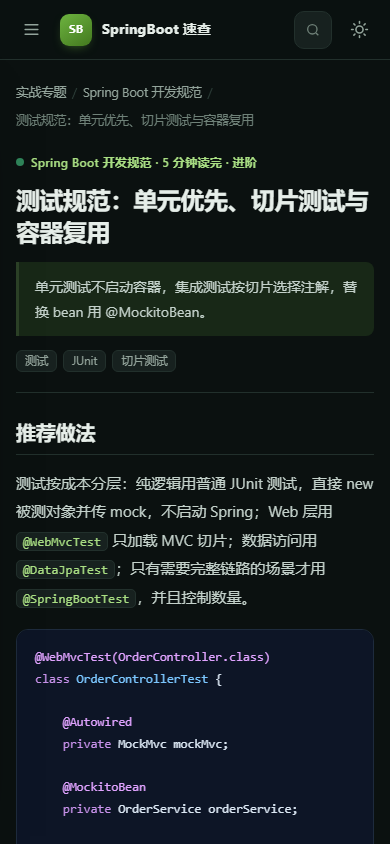 SB SpringBoot 速查
实战专题 / Spring Boot 开发规范 /
测试规范：单元优先、切片测试与容器复用
Spring Boot 开发规范 · 5 分钟读完 · 进阶
测试规范：单元优先、切片测试与
容器复用
单元测试不启动容器，集成测试按切片选择注解，替
换 bean 用 @MockitoBean。
测试 JUnit 切片测试
推荐做法
测试按成本分层：纯逻辑用普通 JUnit 测试，直接 new
被测对象并传 mock，不启动 Spring；Web 层用
@WebMvcTest 只加载 MVC 切片；数据访问用
@DataJpaTest；只有需要完整链路的场景才用
@SpringBootTest，并且控制数量。
@WebMvcTest(OrderController.class)
class OrderControllerTest {
@Autowired
private MockMvc mockMvc;
@MockitoBean
private OrderService orderService;